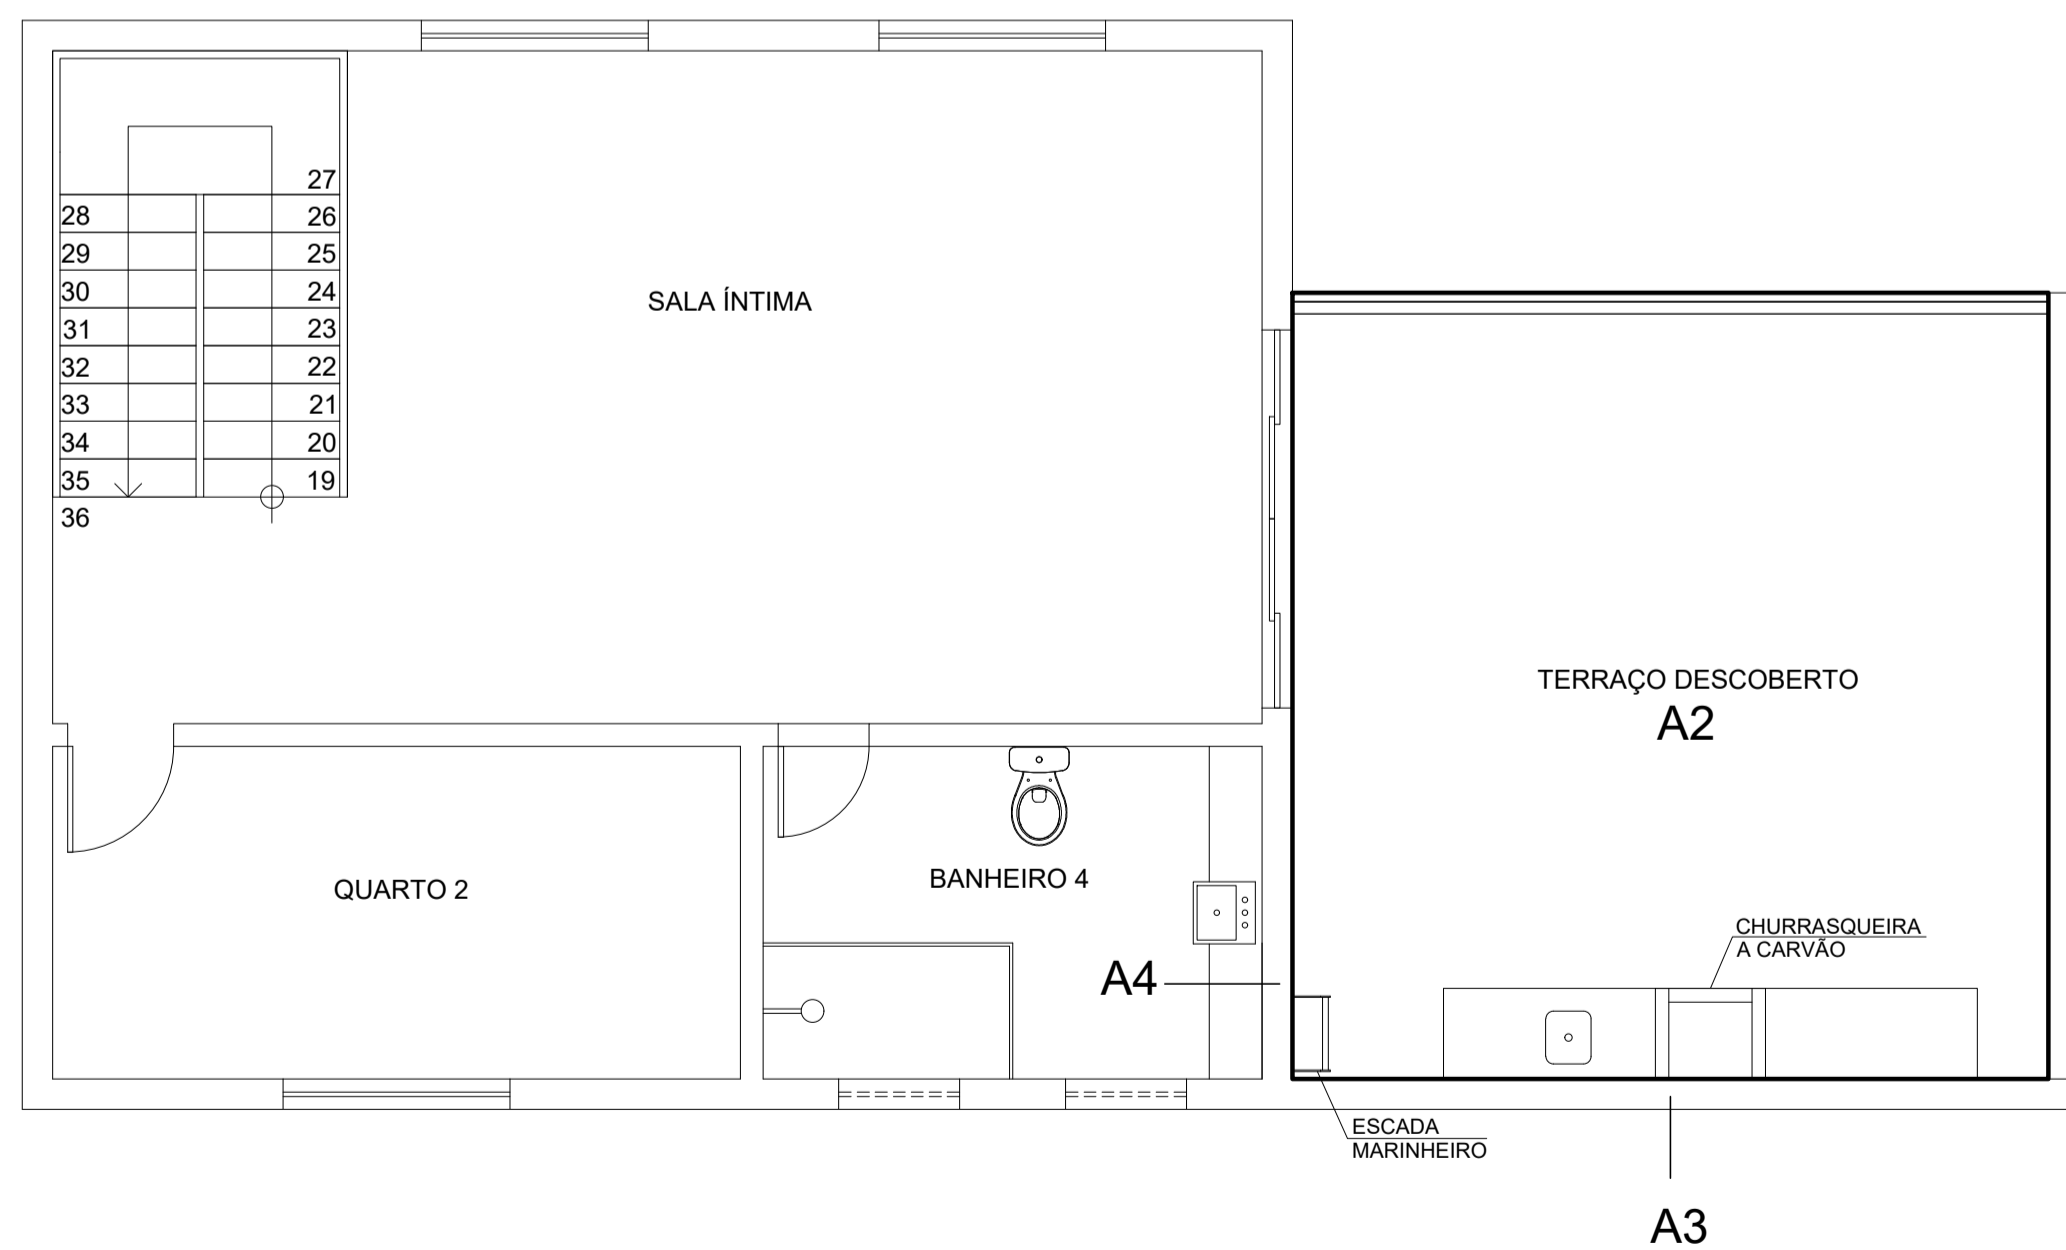 27
28 26
29 25
30 24
31 23
32 22
33 21
34 20
35 19
36
SALA ÍNTIMA
TERRAÇO DESCOBERTO
A2
QUARTO 2
BANHEIRO 4
CHURRASQUEIRA
A CARVÃO
A4
ESCADA
MARINHEIRO
A3